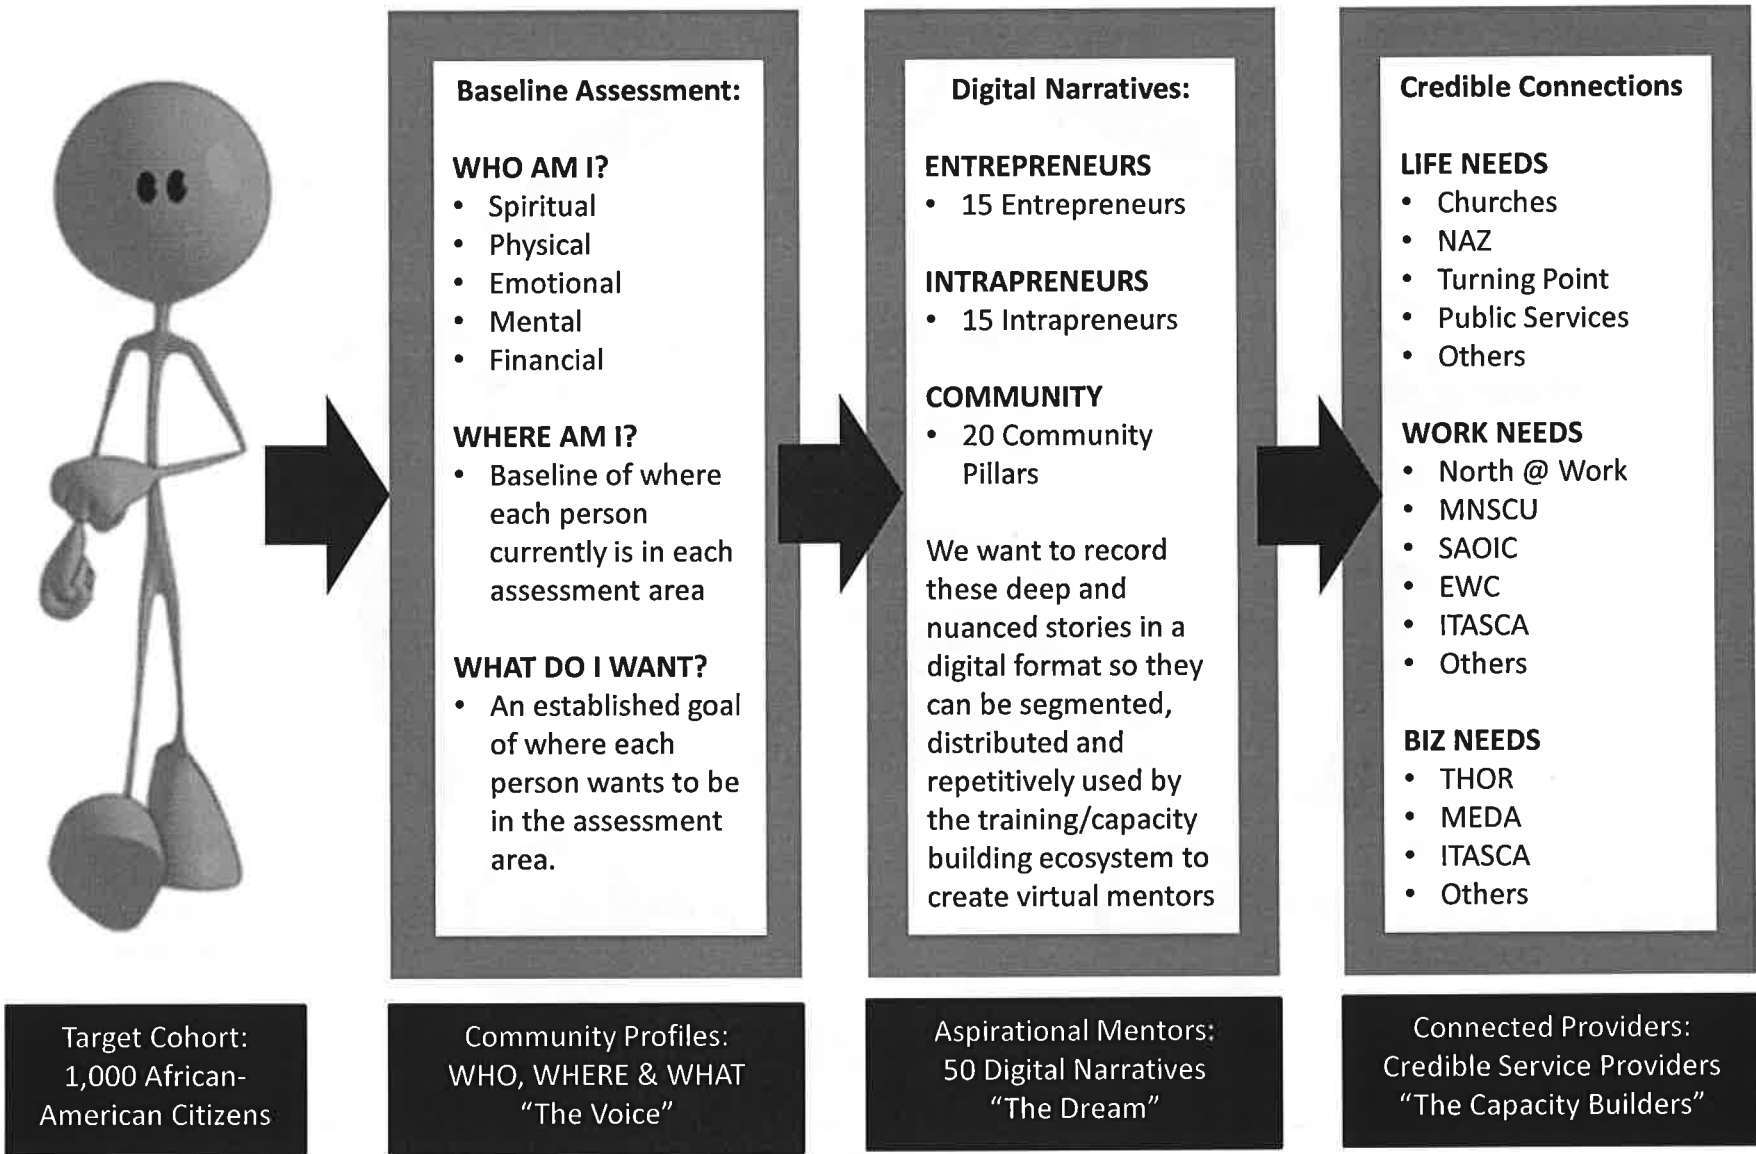 Baseline Assessment:
WHO AM I?
• Spiritual
• Physical
• Emotional
• Mental
• Financial
WHERE AM I?
• Baseline of where
each person
currently is in each
assessment area
WHAT DO I WANT?
• An established goal
of where each
person wants to be
in the assessment
area.
Digital Narratives:
ENTREPRENEURS
• 15 Entrepreneurs
INTRAPRENEURS
• 15 Intrapreneurs
COMMUNITY
• 20 Community
Pillars
We want to record
these deep and
nuanced stories in a
digital format so they
can be segmented,
distributed and
repetitively used by
the training/capacity
building ecosystem to
create virtual mentors
Credible Connections
LIFE NEEDS
• Churches
• NAZ
• Turning Point
• Public Services
• Others
WORK NEEDS
• North @ Work
• MNSCU
• SAOIC
• EWC
• ITASCA
• Others
BIZ NEEDS
• THOR
• MEDA
• ITASCA
• Others
Target Cohort:
1,000 African-
American Citizens
Community Profiles:
WHO, WHERE & WHAT
“The Voice”
Aspirational Mentors:
50 Digital Narratives
“The Dream”
Connected Providers:
Credible Service Providers
“The Capacity Builders”